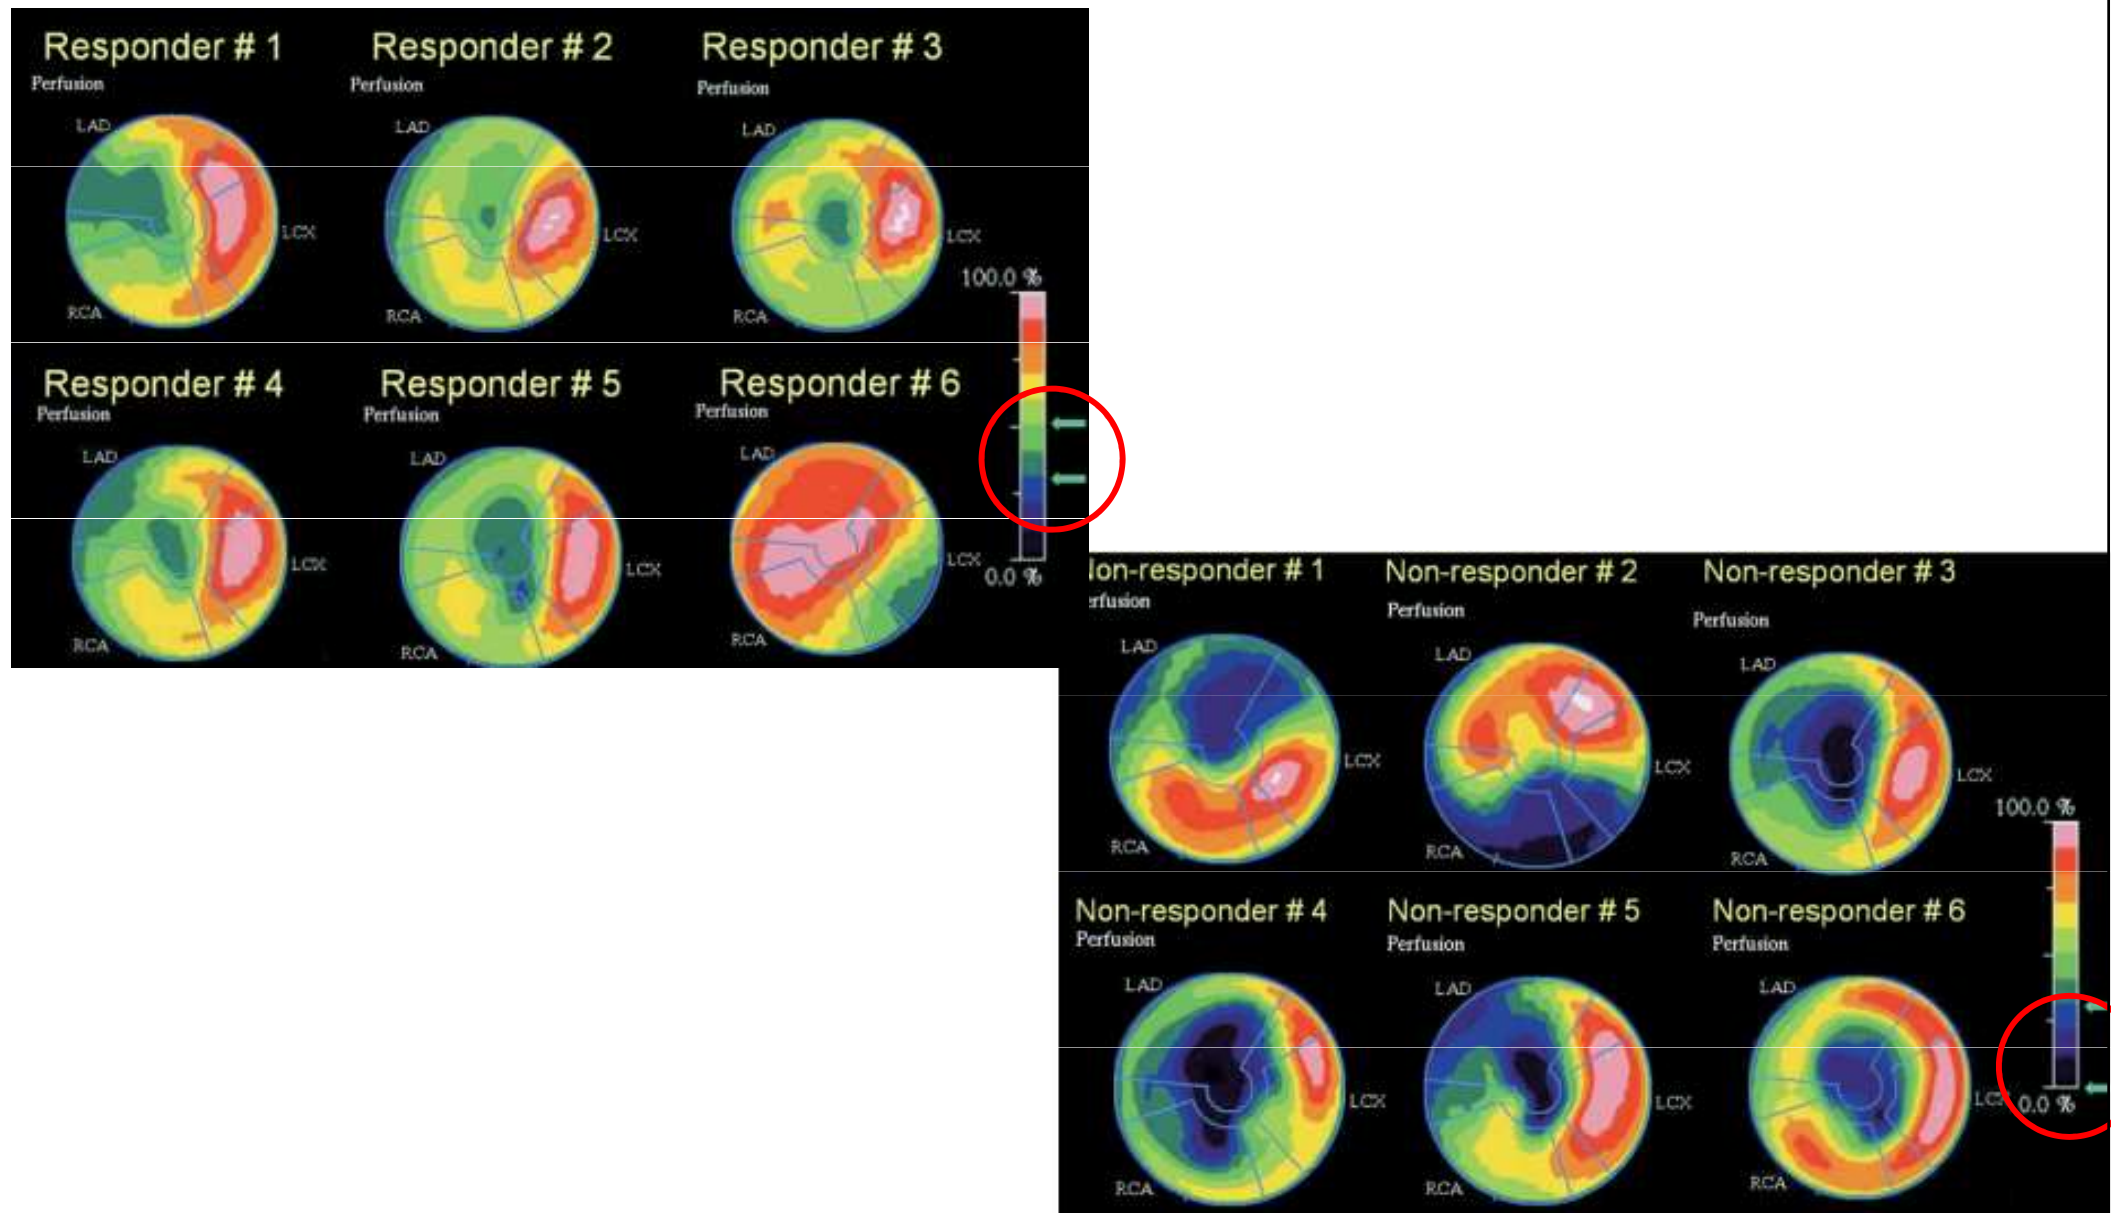 Responder # 1 Responder # 2 Responder # 3
Perfusion Perfusion Perfusion
LAD LAD LAD
LCX LCX LCX
100.0 %
RCA RCA RCA
Responder # 4 Responder # 5 Responder # 6
Perfusion Perfusion Perfusion
LAD LAD LAD
LCX LCX LCX
0.0 %
RCA RCA RCA
Non-responder # 1 Non-responder # 2 Non-responder # 3
erfusion Perfusion Perfusion
LAD LAD LAD
LCX LCX LCX
100.0 %
RCA RCA RCA
Non-responder # 4 Non-responder # 5 Non-responder # 6
Perfusion Perfusion Perfusion
LAD LAD LAD
LCX LCX LCX
0.0 %
RCA RCA RCA